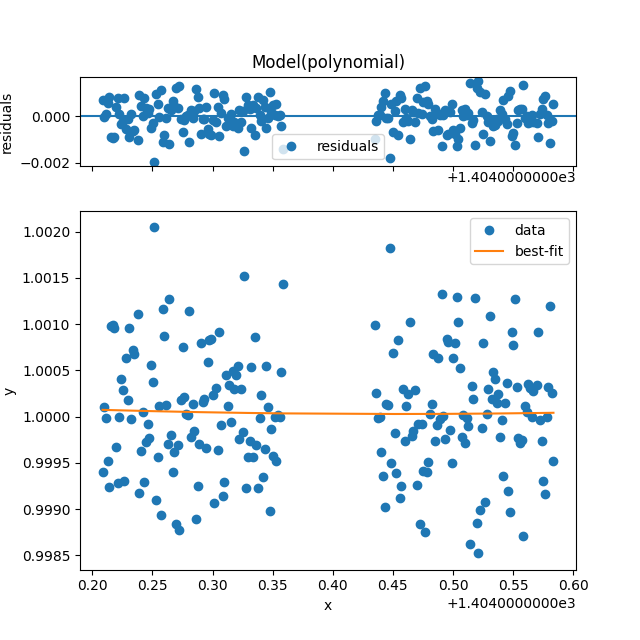 Model(polynomial)
residuals
0.000
−0.002
residuals
+1.4040000000e3
y
1.0020
1.0015
1.0010
1.0005
1.0000
0.9995
0.9990
0.9985
data
best-fit
0.20 0.25 0.30 0.35 0.40 0.45 0.50 0.55 0.60
x
+1.4040000000e3